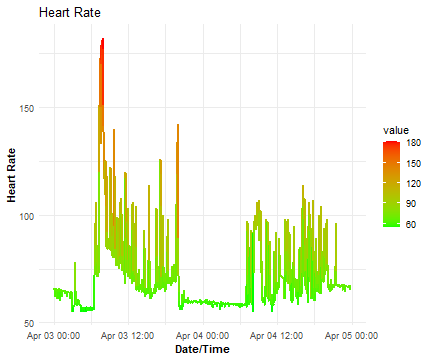 Heart Rate
Heart Rate
150
100
50
Apr 03 00:00
Apr 03 12:00
Apr 04 00:00
Apr 04 12:00
Apr 05 00:00
Date/Time
value
180
150
120
90
60